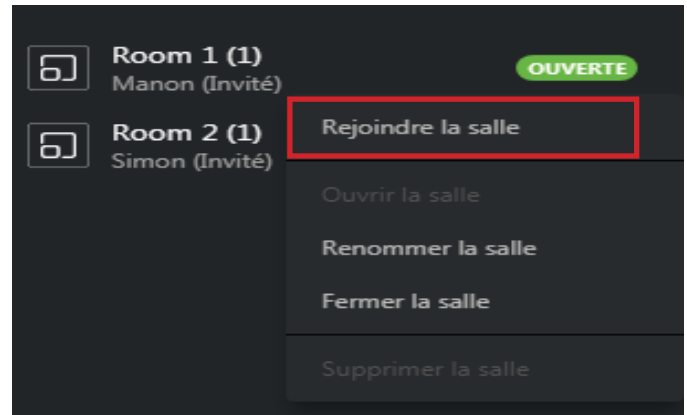 Room 1 (1)
Manon (Invité)
OUVERTE
Room 2 (1)
Simon (Invité)
Rejoindre la salle
Ouvrir la salle
Renommer la salle
Fermer la salle
Supprimer la salle